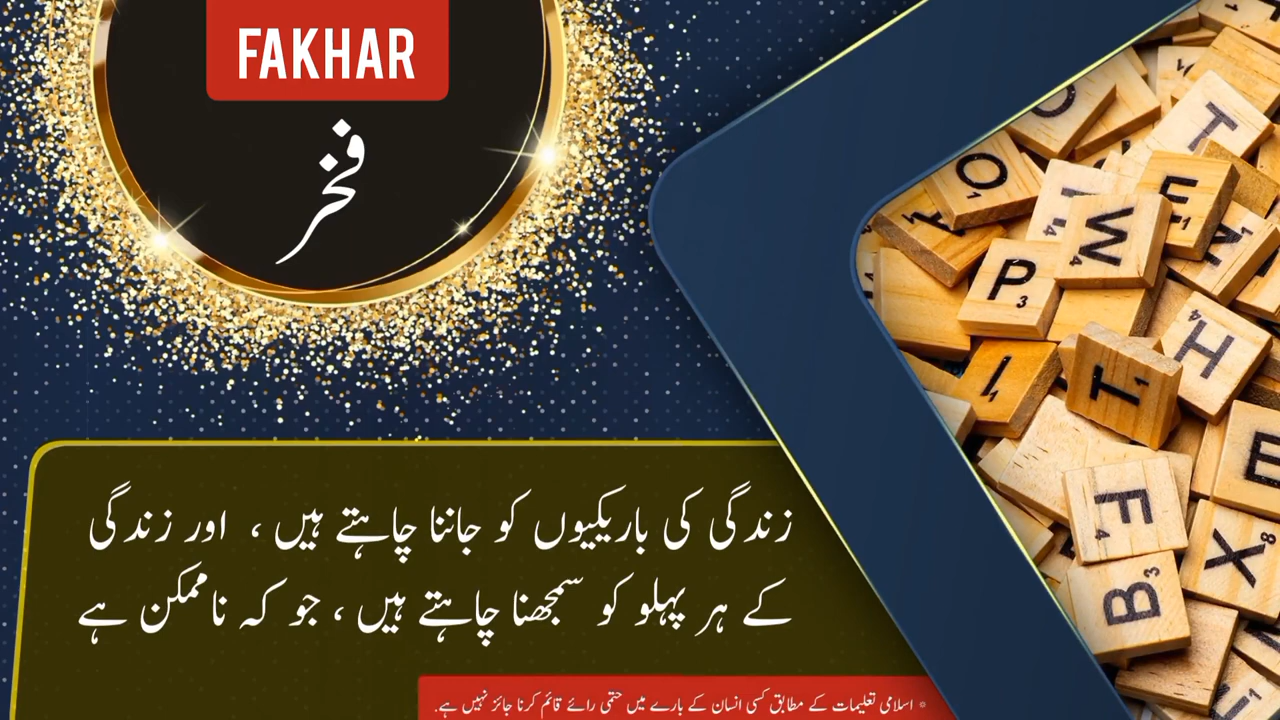 FAKHAR
فخر
زندگی کی باریکیوں کو جاننا چاہتے ہیں ، اور زندگی
کے ہر پہلو کو سمجھنا چاہتے ہیں ، جو کہ ناممکن ہے
* اسلامی تعلیمات کے مطابق کسی انسان کے بارے میں حتمی رائے قائم کرنا جائز نہیں ہے.
O
T
O
E
W
P
H
I
T
F
X
B